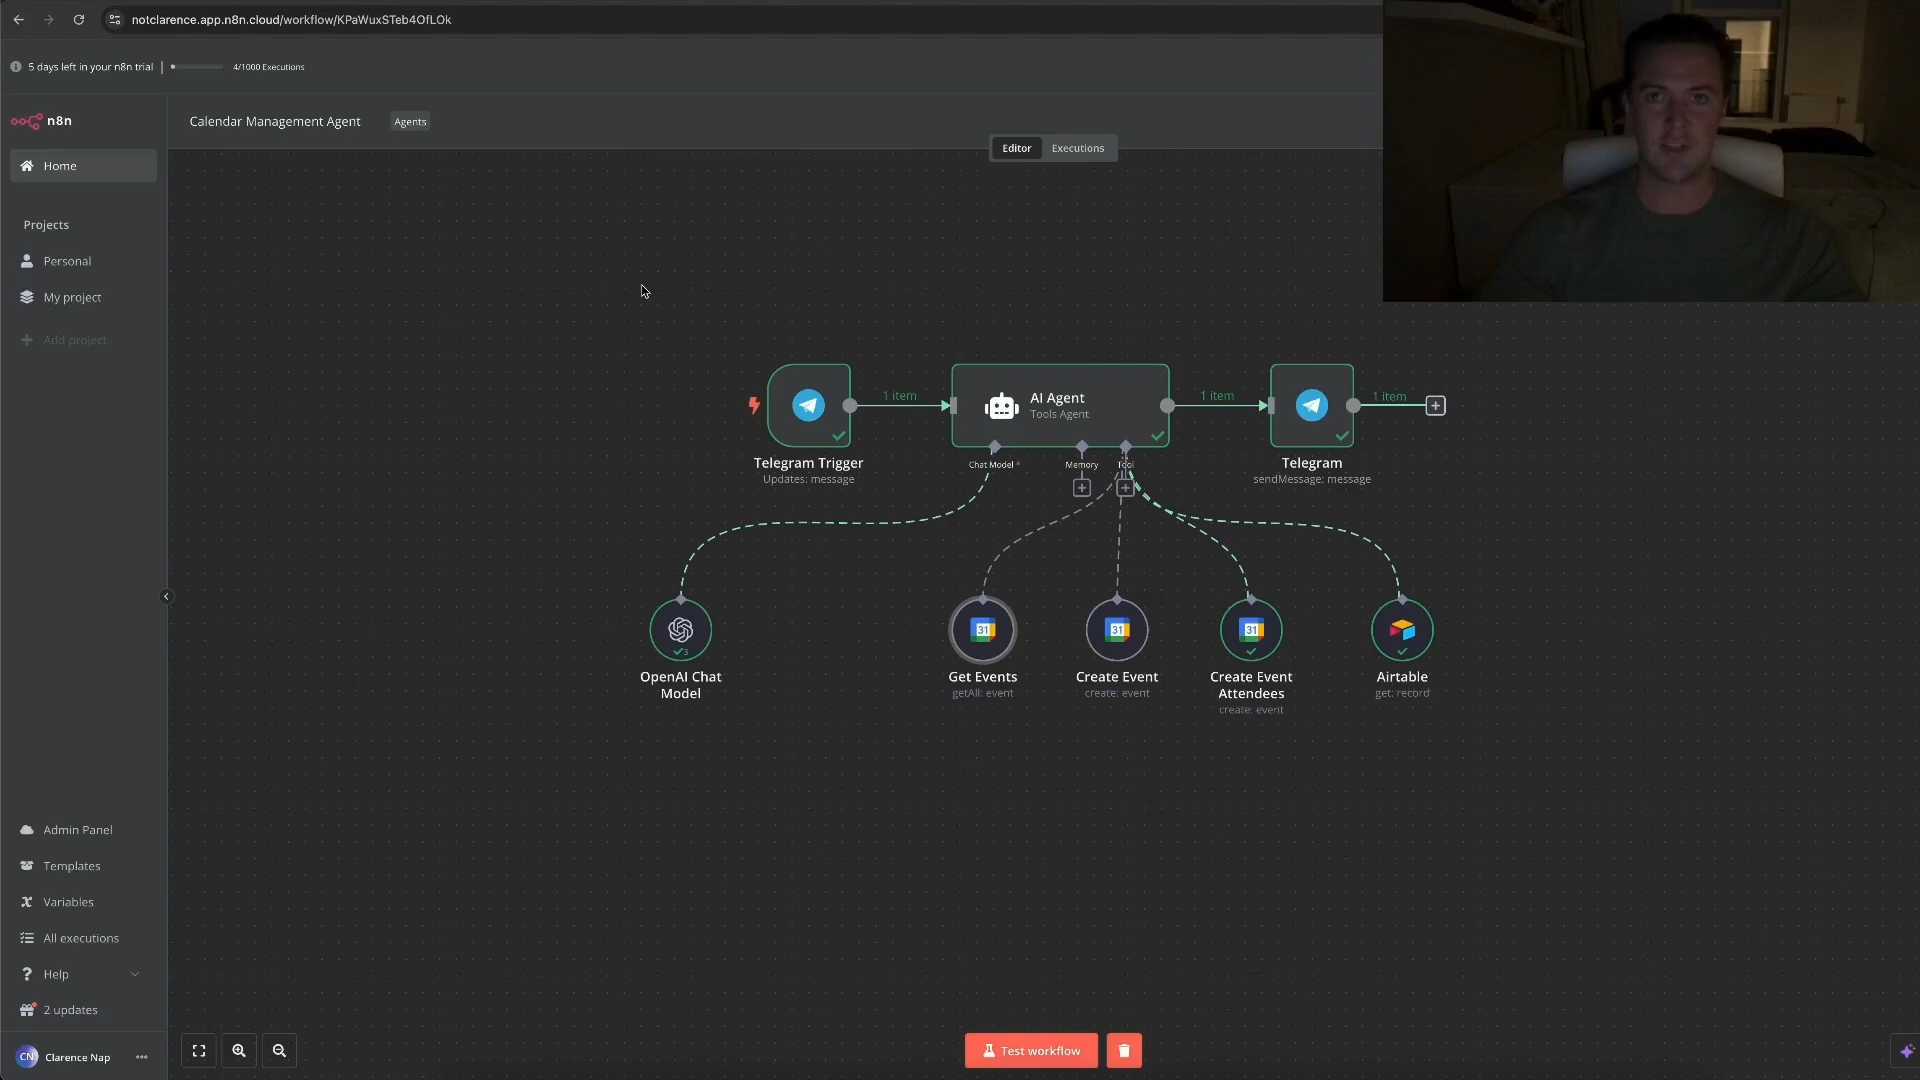 notclarence.app.n8n.cloud/workflow/KPaWuxSTeb4OfLOk
5 days left in your n8n trial
4/1000 Executions
n8n
Calendar Management Agent
Agents
Editor
Executions
Home
Projects
Personal
My project
Add project
1 item
AI Agent
Tools Agent
1 item
1 item
Telegram Trigger
Updates: message
Chat Model *
Memory
Tool
Telegram
sendMessage: message
31
31
31
3
OpenAI Chat
Model
Get Events
getAll: event
Create Event
create: event
Create Event
Attendees
create: event
Airtable
get: record
Admin Panel
Templates
Variables
All executions
Help
2 updates
CN
Clarence Nap
Test workflow